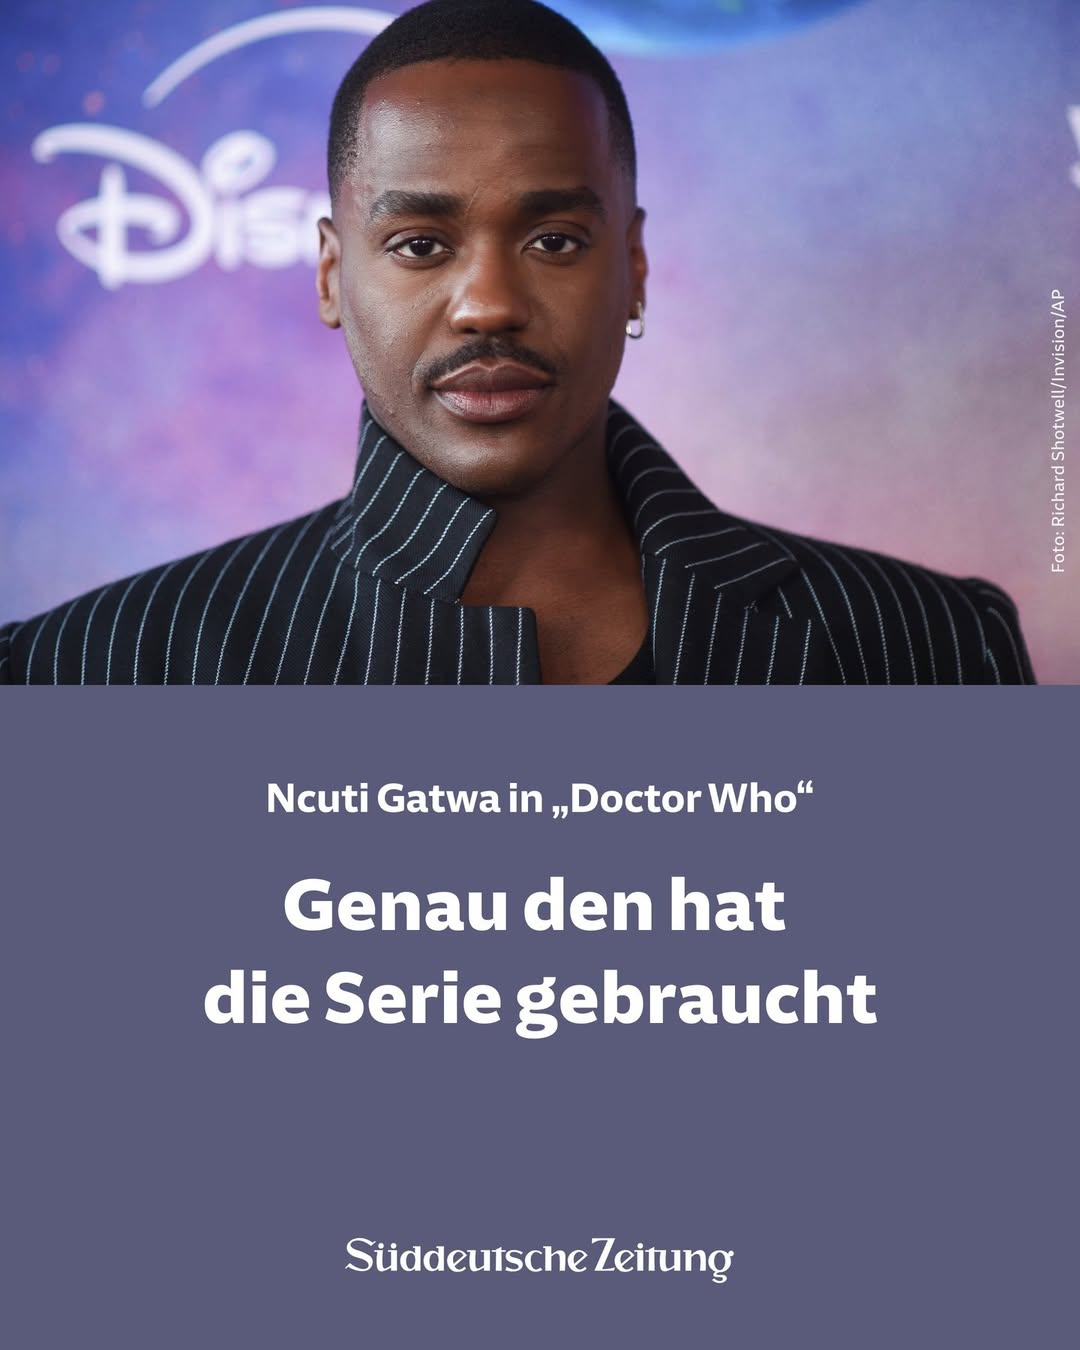 Disn
Foto: Richard Shotwell/Invision/AP
Ncuti Gatwa in „Doctor Who“
Genau den hat
die Serie gebraucht
Süddeutsche Zeitung